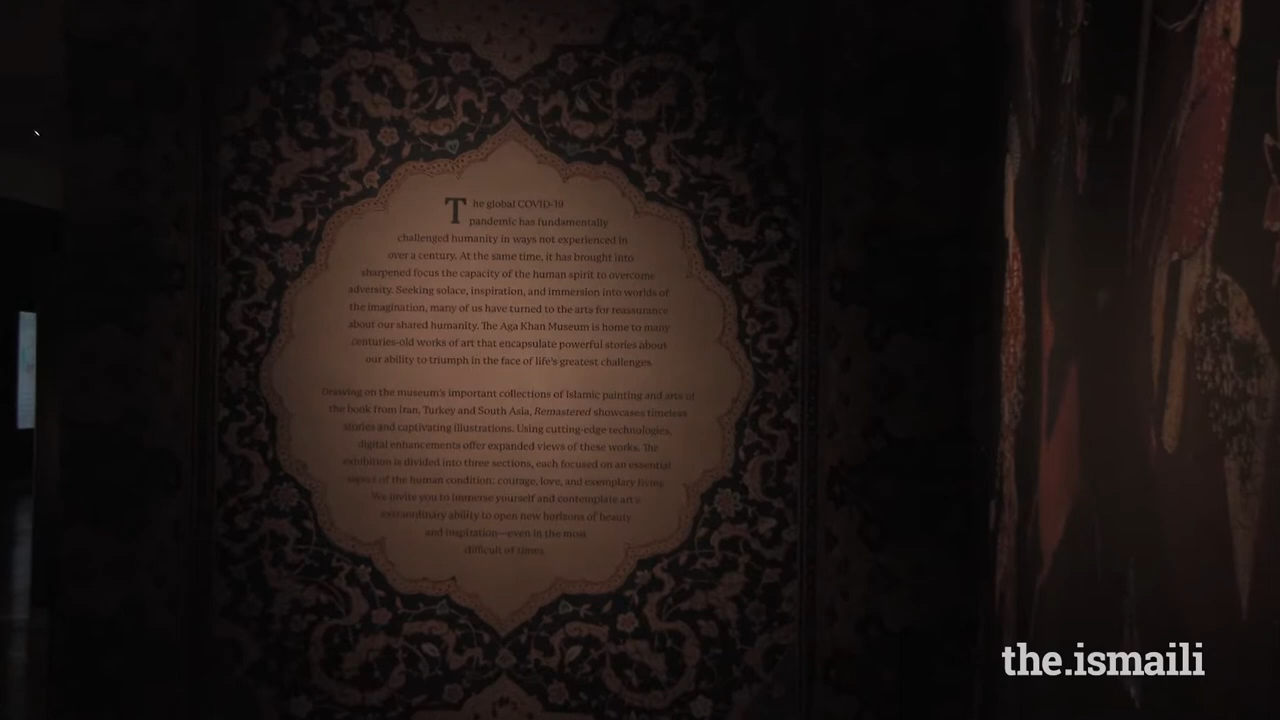 The global COVID-19
pandemic has fundamentally
challenged humanity in ways not experienced in
over a century. At the same time, it has brought into
sharpened focus the capacity of the human spirit to overcome
adversity. Seeking solace, inspiration, and immersion into worlds of
the imagination, many of us have turned to the arts for reassurance
about our shared humanity. The Aga Khan Museum is home to many
centuries-old works of art that encapsulate powerful stories about
our ability to triumph in the face of life's greatest challenges.
Drawing on the museum's important collections of Islamic painting and arts of
the book from Iran, Turkey and South Asia, Remastered showcases timeless
stories and captivating illustrations. Using cutting-edge technologies,
digital enhancements offer expanded views of these works. The
exhibition is divided into three sections, each focused on an essential
aspect of the human condition: courage, love, and exemplary living.
We invite you to immerse yourself and contemplate art's
extraordinary ability to open new horizons of beauty
and inspiration—even in the most
difficult of times.
the.ismaili